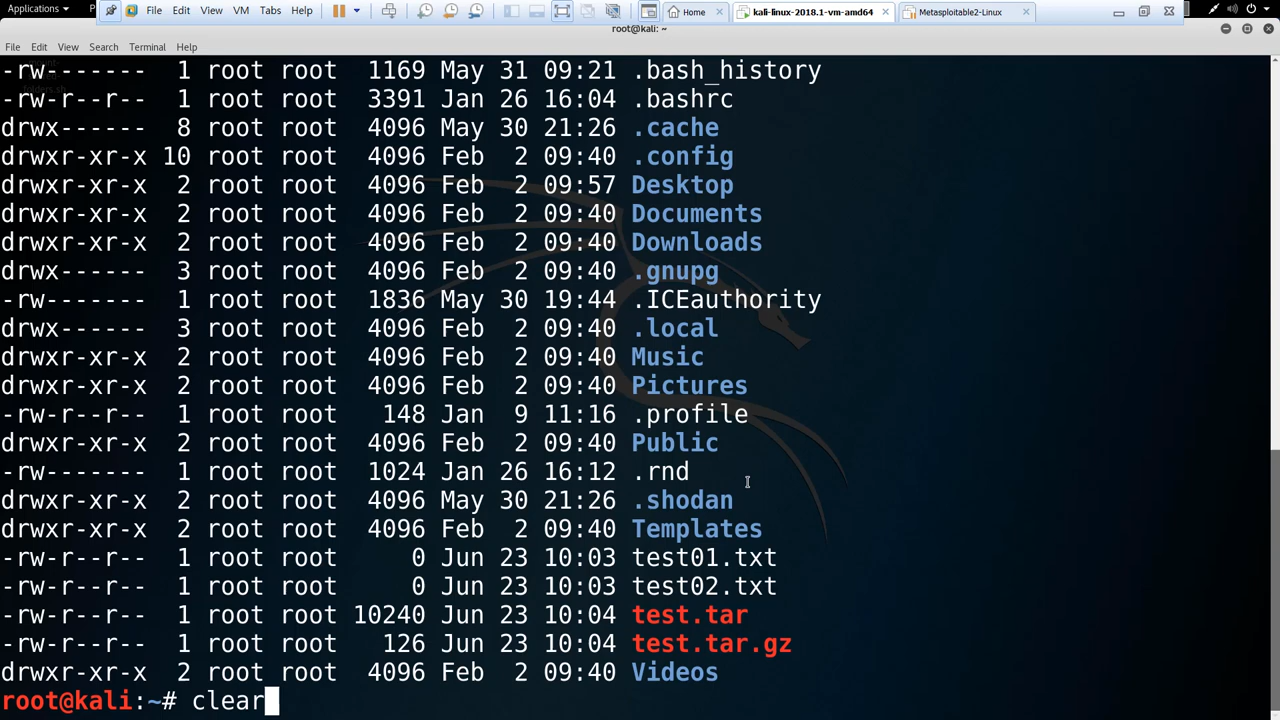 Applications P
File Edit View VM Tabs Help
Home kali-linux-2018.1-vm-amd64 Metasploitable2-Linux
root@kali: ~
File Edit View Search Terminal Help
-rw------- 1 root root 1169 May 31 09:21 .bash_history
-rw-r--r-- 1 root root 3391 Jan 26 16:04 .bashrc
drwx------ 8 root root 4096 May 30 21:26 .cache
drwxr-xr-x 10 root root 4096 Feb 2 09:40 .config
drwxr-xr-x 2 root root 4096 Feb 2 09:57 Desktop
drwxr-xr-x 2 root root 4096 Feb 2 09:40 Documents
drwxr-xr-x 2 root root 4096 Feb 2 09:40 Downloads
drwx------ 3 root root 4096 Feb 2 09:40 .gnupg
-rw------- 1 root root 1836 May 30 19:44 .ICEauthority
drwx------ 3 root root 4096 Feb 2 09:40 .local
drwxr-xr-x 2 root root 4096 Feb 2 09:40 Music
drwxr-xr-x 2 root root 4096 Feb 2 09:40 Pictures
-rw-r--r-- 1 root root 148 Jan 9 11:16 .profile
drwxr-xr-x 2 root root 4096 Feb 2 09:40 Public
-rw------- 1 root root 1024 Jan 26 16:12 .rnd
drwxr-xr-x 2 root root 4096 May 30 21:26 .shodan
drwxr-xr-x 2 root root 4096 Feb 2 09:40 Templates
-rw-r--r-- 1 root root 0 Jun 23 10:03 test01.txt
-rw-r--r-- 1 root root 0 Jun 23 10:03 test02.txt
-rw-r--r-- 1 root root 10240 Jun 23 10:04 test.tar
-rw-r--r-- 1 root root 126 Jun 23 10:04 test.tar.gz
drwxr-xr-x 2 root root 4096 Feb 2 09:40 Videos
root@kali:~# clear